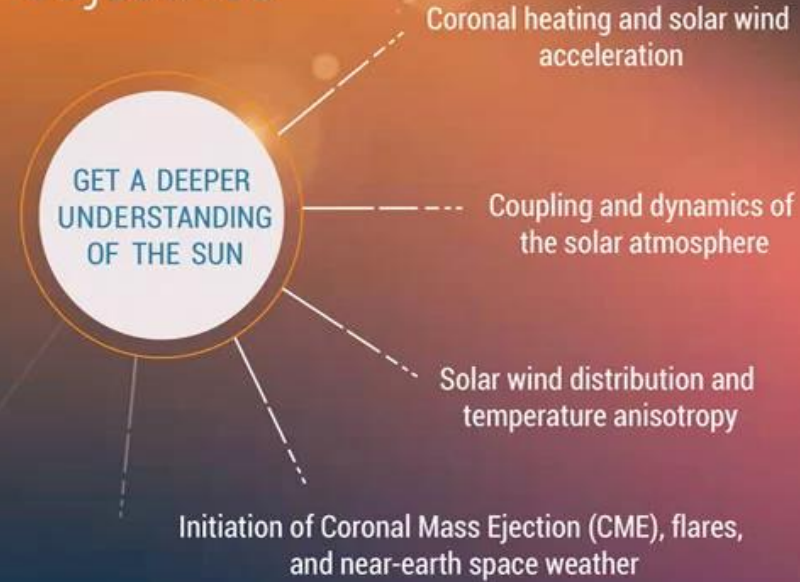 Coronal heating and solar wind
acceleration
GET A DEEPER
UNDERSTANDING
OF THE SUN
Coupling and dynamics of
the solar atmosphere
Solar wind distribution and
temperature anisotropy
Initiation of Coronal Mass Ejection (CME), flares,
and near-earth space weather